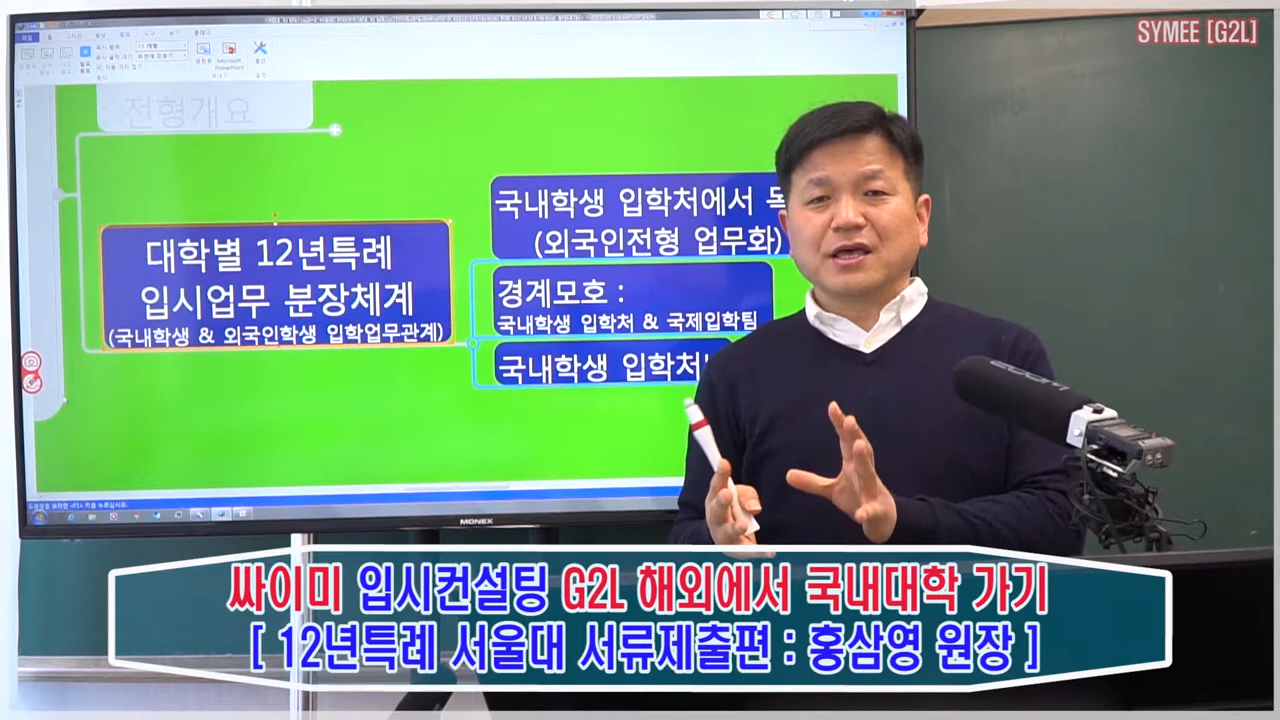 SYMEE [G2L]
전형개요
대학별 12년특례
입시업무 분장체계
(국내학생 & 외국인학생 입학업무관계)
국내학생 입학처에서
(외국인전형 업무화)
경계모호 :
국내학생 입학처 & 국제입학팀
국내학생 입학처
MONEX
싸이미 입시컨설팅 G2L 해외에서 국내대학 가기
[ 12년특례 서울대 서류제출편 : 홍삼영 원장 ]